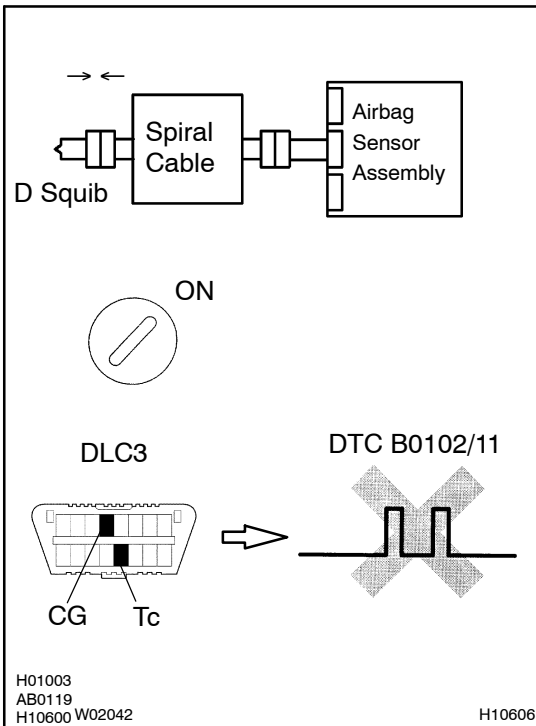 Airbag
Sensor
Assembly
Spiral
Cable
D Squib
ON
DLC3
DTC B0102/11
CG
Tc
H01003
AB0119
H10600 W02042
H10606